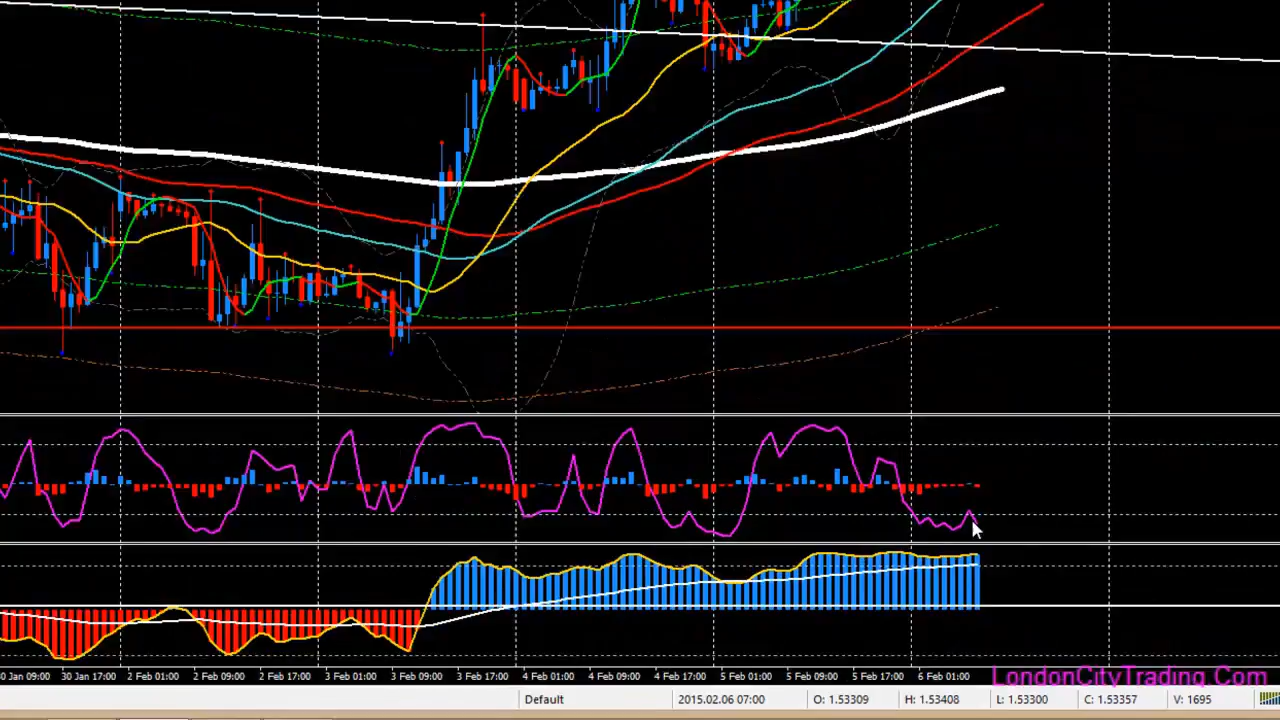 30 Jan 09:00 30 Jan 17:00 2 Feb 01:00 2 Feb 09:00 2 Feb 17:00 3 Feb 01:00 3 Feb 09:00 3 Feb 17:00 4 Feb 01:00 4 Feb 09:00 4 Feb 17:00 5 Feb 01:00 5 Feb 09:00 5 Feb 17:00 6 Feb 01:00
LondonCityTrading.Com
Default 2015.02.06 07:00 O: 1.53309 H: 1.53408 L: 1.53300 C: 1.53357 V: 1695